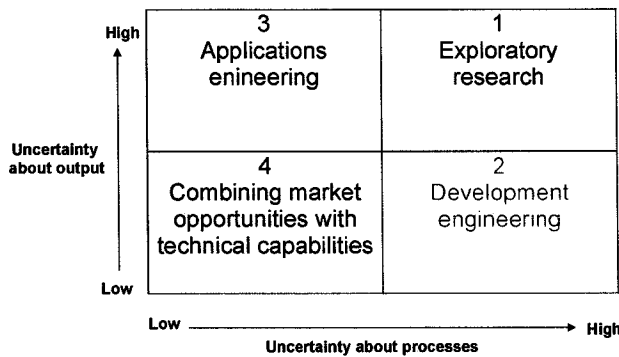 High
3
Applications
enineering
1
Exploratory
research
Uncertainty
about output
4
Combining market
opportunities with
technical capabilities
2
Development
engineering
Low
Low
High
Uncertainty about processes